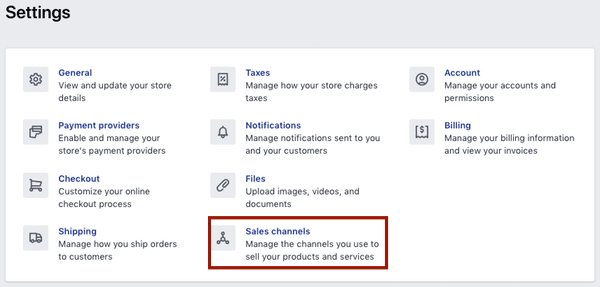 Settings
General
View and update your store
details
Payment providers
Enable and manage your
store's payment providers
Checkout
Customize your online
checkout process
Shipping
Manage how you ship orders
to customers
Taxes
Manage how your store charges
taxes
Notifications
Manage notifications sent to you
and your customers
Files
Upload images, videos, and
documents
Sales channels
Manage the channels you use to
sell your products and services
Account
Manage your accounts and
permissions
Billing
Manage your billing information
and view your invoices